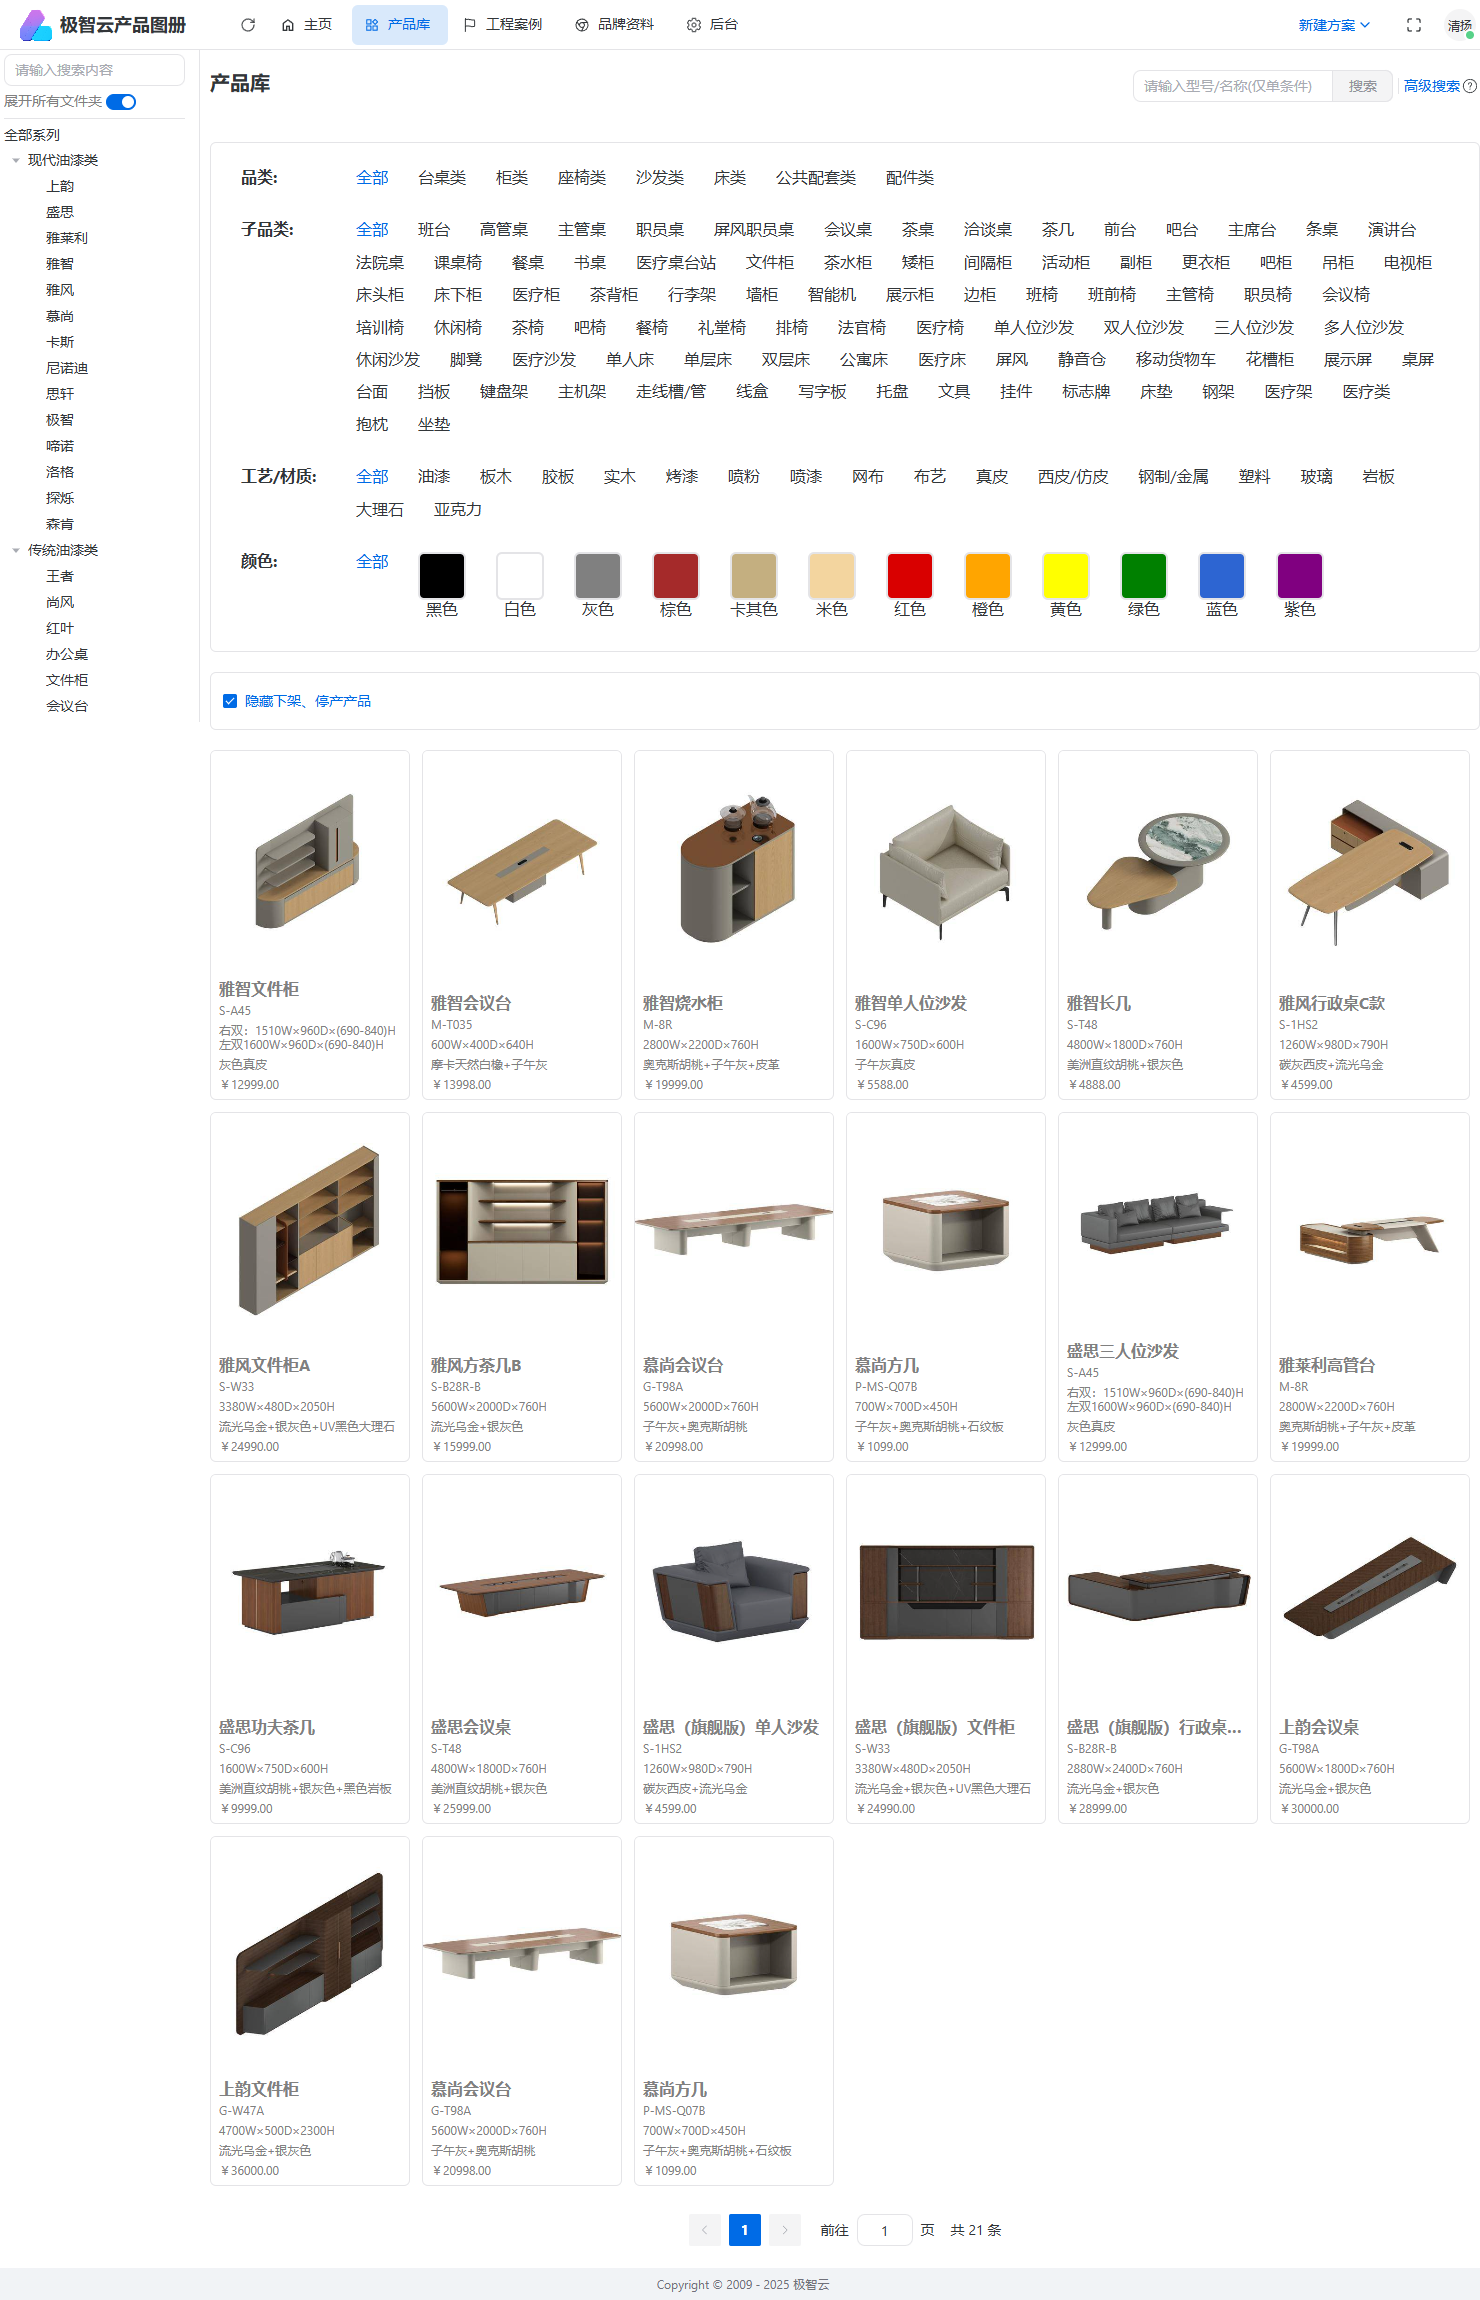 极智云产品图册 主页 产品库 工程案例 品牌资料 后台 新建方案 清扬
请输入搜索内容
展开所有文件夹
全部系列
现代油漆类
上韵
盛思
雅莱利
雅智
雅风
慕尚
卡斯
尼诺迪
思轩
极智
啼诺
洛格
探烁
森肯
传统油漆类
王者
尚风
红叶
办公桌
文件柜
会议台
产品库
请输入型号/名称(仅单条件) 搜索 高级搜索 ?
品类: 全部 台桌类 柜类 座椅类 沙发类 床类 公共配套类 配件类
子品类: 全部 班台 高管桌 主管桌 职员桌 屏风职员桌 会议桌 茶桌 洽谈桌 茶几 前台 吧台 主席台 条桌 演讲台
法院桌 课桌椅 餐桌 书桌 医疗桌台站 文件柜 茶水柜 矮柜 间隔柜 活动柜 副柜 更衣柜 吧柜 吊柜 电视柜
床头柜 床下柜 医疗柜 茶背柜 行李架 墙柜 智能机 展示柜 边柜 班椅 班前椅 主管椅 职员椅 会议椅
培训椅 休闲椅 茶椅 吧椅 餐椅 礼堂椅 排椅 法官椅 医疗椅 单人位沙发 双人位沙发 三人位沙发 多人位沙发
休闲沙发 脚凳 医疗沙发 单人床 单层床 双层床 公寓床 医疗床 屏风 静音仓 移动货物车 花槽柜 展示屏 桌屏
台面 挡板 键盘架 主机架 走线槽/管 线盒 写字板 托盘 文具 挂件 标志牌 床垫 钢架 医疗架 医疗类
抱枕 坐垫
工艺/材质: 全部 油漆 板木 胶板 实木 烤漆 喷粉 喷漆 网布 布艺 真皮 西皮/仿皮 钢制/金属 塑料 玻璃 岩板
大理石 亚克力
颜色: 全部 黑色 白色 灰色 棕色 卡其色 米色 红色 橙色 黄色 绿色 蓝色 紫色
隐藏下架、停产产品
雅智文件柜
S-A45
右双：1510W×960D×(690-840)H
左双1600W×960D×(690-840)H
灰色真皮
￥12999.00
雅智会议台
M-T035
600W×400D×640H
摩卡天然白橡+子午灰
￥13998.00
雅智烧水柜
M-8R
2800W×2200D×760H
奥克斯胡桃+子午灰+皮革
￥19999.00
雅智单人位沙发
S-C96
1600W×750D×600H
子午灰真皮
￥5588.00
雅智长几
S-T48
4800W×1800D×760H
美洲直纹胡桃+银灰色
￥4888.00
雅风行政桌C款
S-1HS2
1260W×980D×790H
碳灰西皮+流光乌金
￥4599.00
雅风文件柜A
S-W33
3380W×480D×2050H
流光乌金+银灰色+UV黑色大理石
￥24990.00
雅风方茶几B
S-B28R-B
5600W×2000D×760H
流光乌金+银灰色
￥15999.00
慕尚会议台
G-T98A
5600W×2000D×760H
子午灰+奥克斯胡桃
￥20998.00
慕尚方几
P-MS-Q07B
700W×700D×450H
子午灰+奥克斯胡桃+石纹板
￥1099.00
盛思三人位沙发
S-A45
右双：1510W×960D×(690-840)H
左双1600W×960D×(690-840)H
灰色真皮
￥12999.00
雅莱利高管台
M-8R
2800W×2200D×760H
奥克斯胡桃+子午灰+皮革
￥19999.00
盛思功夫茶几
S-C96
1600W×750D×600H
美洲直纹胡桃+银灰色+黑色岩板
￥9999.00
盛思会议桌
S-T48
4800W×1800D×760H
美洲直纹胡桃+银灰色
￥25999.00
盛思（旗舰版）单人沙发
S-1HS2
1260W×980D×790H
碳灰西皮+流光乌金
￥4599.00
盛思（旗舰版）文件柜
S-W33
3380W×480D×2050H
流光乌金+银灰色+UV黑色大理石
￥24990.00
盛思（旗舰版）行政桌...
S-B28R-B
2880W×2400D×760H
流光乌金+银灰色
￥28999.00
上韵会议桌
G-T98A
5600W×1800D×760H
流光乌金+银灰色
￥30000.00
上韵文件柜
G-W47A
4700W×500D×2300H
流光乌金+银灰色
￥36000.00
慕尚会议台
G-T98A
5600W×2000D×760H
子午灰+奥克斯胡桃
￥20998.00
慕尚方几
P-MS-Q07B
700W×700D×450H
子午灰+奥克斯胡桃+石纹板
￥1099.00
1 前往 1 页 共 21 条
Copyright © 2009 - 2025 极智云